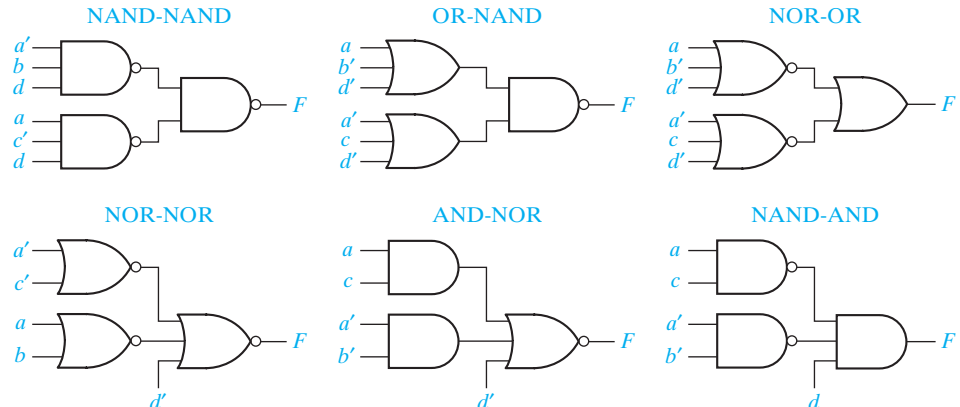 NAND-NAND
a′
b
d
a
c′
d
F
OR-NAND
a
b′
d′
a′
c
d′
F
NOR-OR
a
b′
d′
a′
c
d′
F
NOR-NOR
a′
c′
a
b
d′
F
AND-NOR
a
c
a′
b′
d′
F
NAND-AND
a
c
a′
b′
d
F